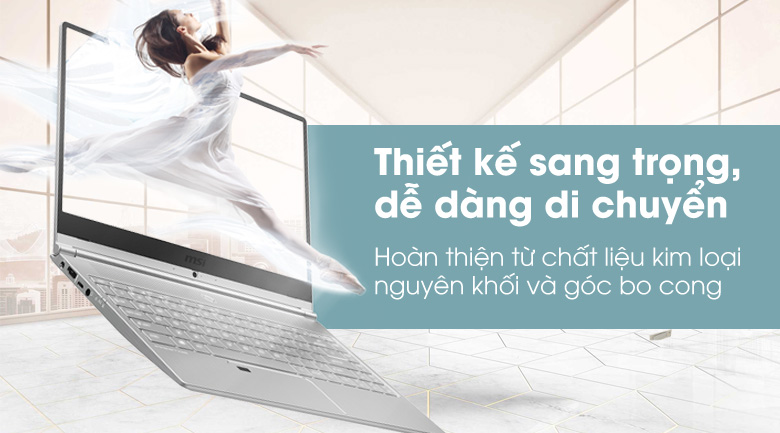 Thiết kế sang trọng,
dễ dàng di chuyển
Hoàn thiện từ chất liệu kim loại
nguyên khối và góc bo cong
msi